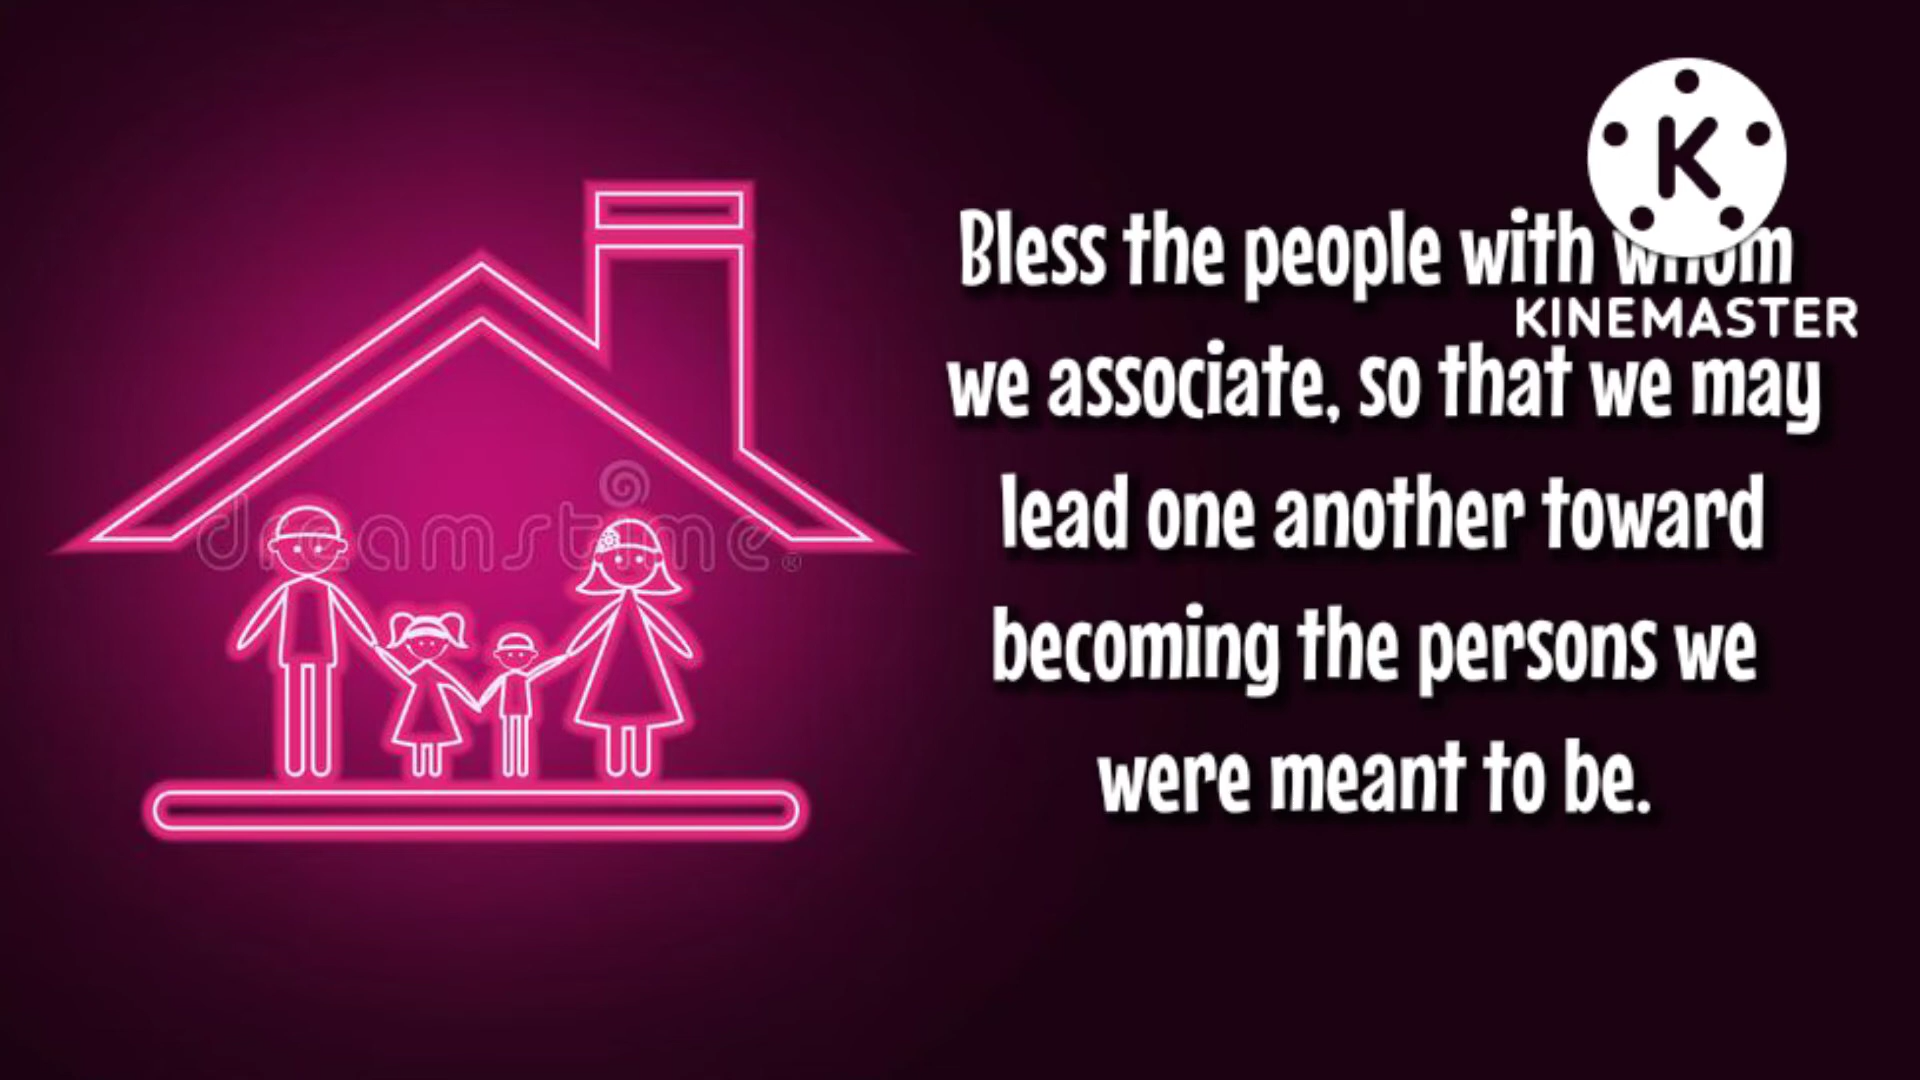 K
Bless the people with whom
KINEMASTER
we associate, so that we may
dreamstime
lead one another toward
becoming the persons we
were meant to be.